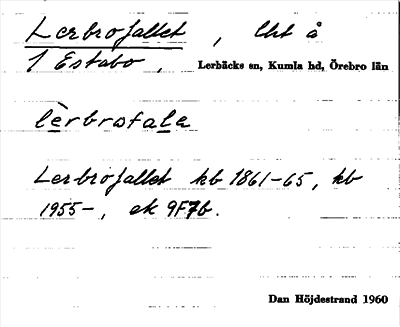 Lerbrofallet, lht å
1 Estabo, Lerbäcks sn, Kumla hd, Örebro län
lèrbrωfala
Lerbrofallet kb 1861-65, kb
1955-, ek 9F7b.
Dan Höjdestrand 1960